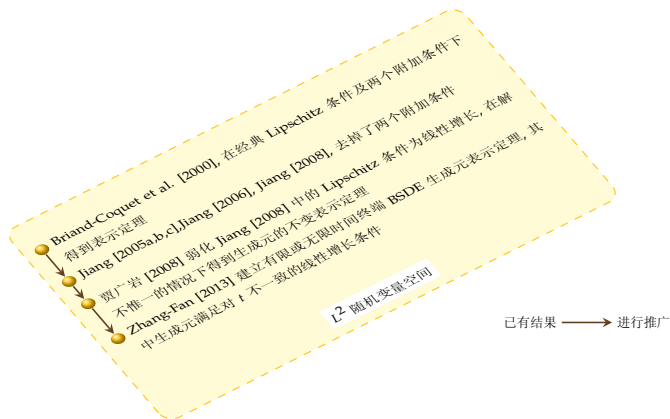 Briand-Coquet et al. [2000], 在经典 Lipschitz 条件及两个附加条件下
得到表示定理
Jiang [2005a,b,c],Jiang [2006], Jiang [2008], 去掉了两个附加条件
贾广岩 [2008] 弱化 Jiang [2008] 中的 Lipschitz 条件为线性增长, 在解
不惟一的情况下得到生成元的不变表示定理
Zhang-Fan [2013] 建立有限或无限时间终端 BSDE 生成元表示定理, 其
中生成元满足对 t 不一致的线性增长条件
L² 随机变量空间
已有结果 进行推广